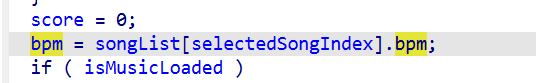 score = 0;
bpm = songList[selectedSongIndex].bpm;
if ( isMusicLoaded )